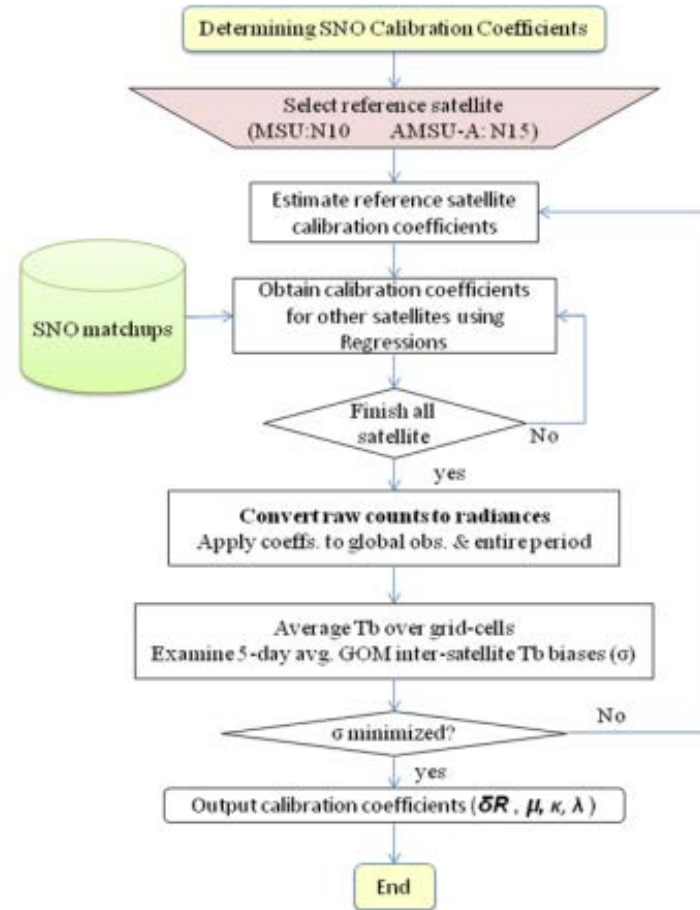 Determining SNO Calibration Coefficients
Select reference satellite
(MSU:N10 AMSU-A: N15)
Estimate reference satellite
calibration coefficients
SNO matchups
Obtain calibration coefficients
for other satellites using
Regressions
Finish all
satellite
No
yes
Convert raw counts to radiances
Apply coeffs. to global obs. & entire period
Average Tb over grid-cells
Examine 5-day avg. GOM inter-satellite Tb biases (σ)
σ minimized?
No
yes
Output calibration coefficients (δR , μ, κ, λ )
End